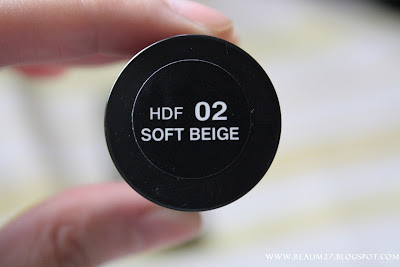 HDF 02
SOFT BEIGE
WWW.BEAUM27.BLOGSPOT.COM